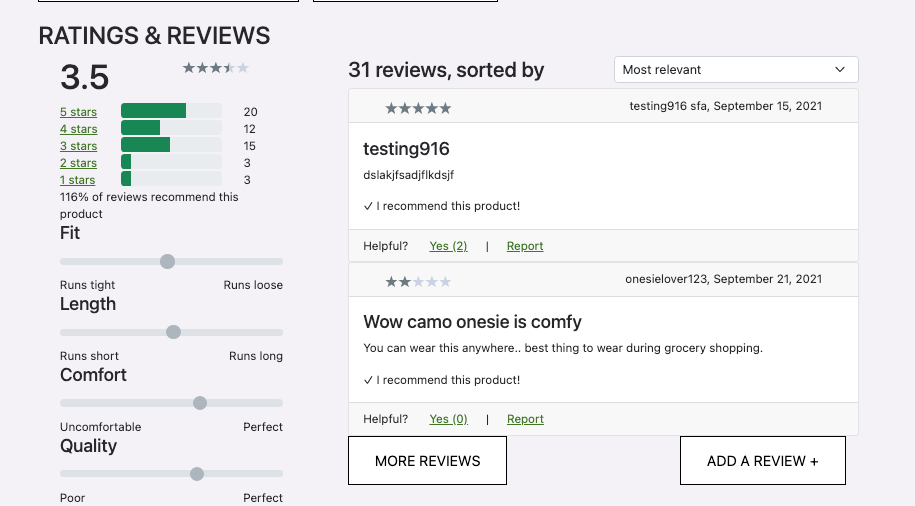 RATINGS & REVIEWS
3.5
5 stars 20
4 stars 12
3 stars 15
2 stars 3
1 stars 3
116% of reviews recommend this
product
Fit
Runs tight Runs loose
Length
Runs short Runs long
Comfort
Uncomfortable Perfect
Quality
Poor Perfect
31 reviews, sorted by
Most relevant
testing916 sfa, September 15, 2021
testing916
dslakjfsadjflkdsjf
✓ I recommend this product!
Helpful? Yes (2) | Report
onesielover123, September 21, 2021
Wow camo onesie is comfy
You can wear this anywhere.. best thing to wear during grocery shopping.
✓ I recommend this product!
Helpful? Yes (0) | Report
MORE REVIEWS
ADD A REVIEW +